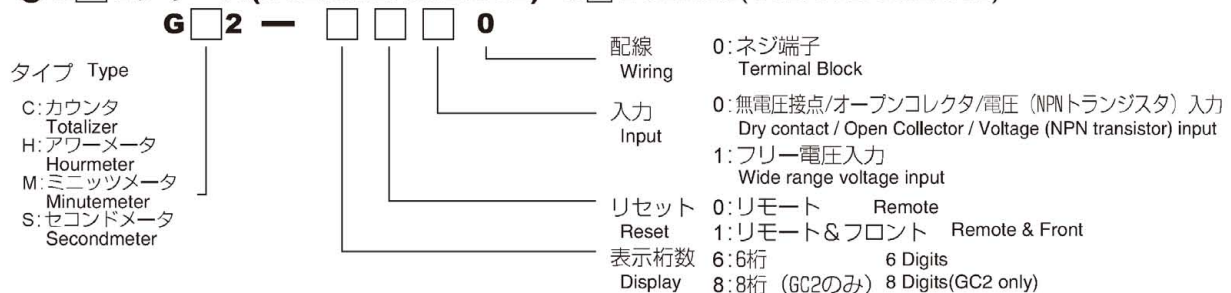 G□2 — □□□ 0
タイプ Type
C:カウンタ
Totalizer
H:アワーメータ
Hourmeter
M:ミニッツメータ
Minutemeter
S:セコンドメータ
Secondmeter
配線 0:ネジ端子
Wiring Terminal Block
入力 0:無電圧接点/オープンコレクタ/電圧(NPNトランジスタ)入力
Input Dry contact / Open Collector / Voltage (NPN transistor) input
1:フリー電圧入力
Wide range voltage input
リセット 0:リモート Remote
Reset 1:リモート&フロント Remote & Front
表示桁数 6:6桁 6 Digits
Display 8:8桁 (GC2のみ) 8 Digits(GC2 only)